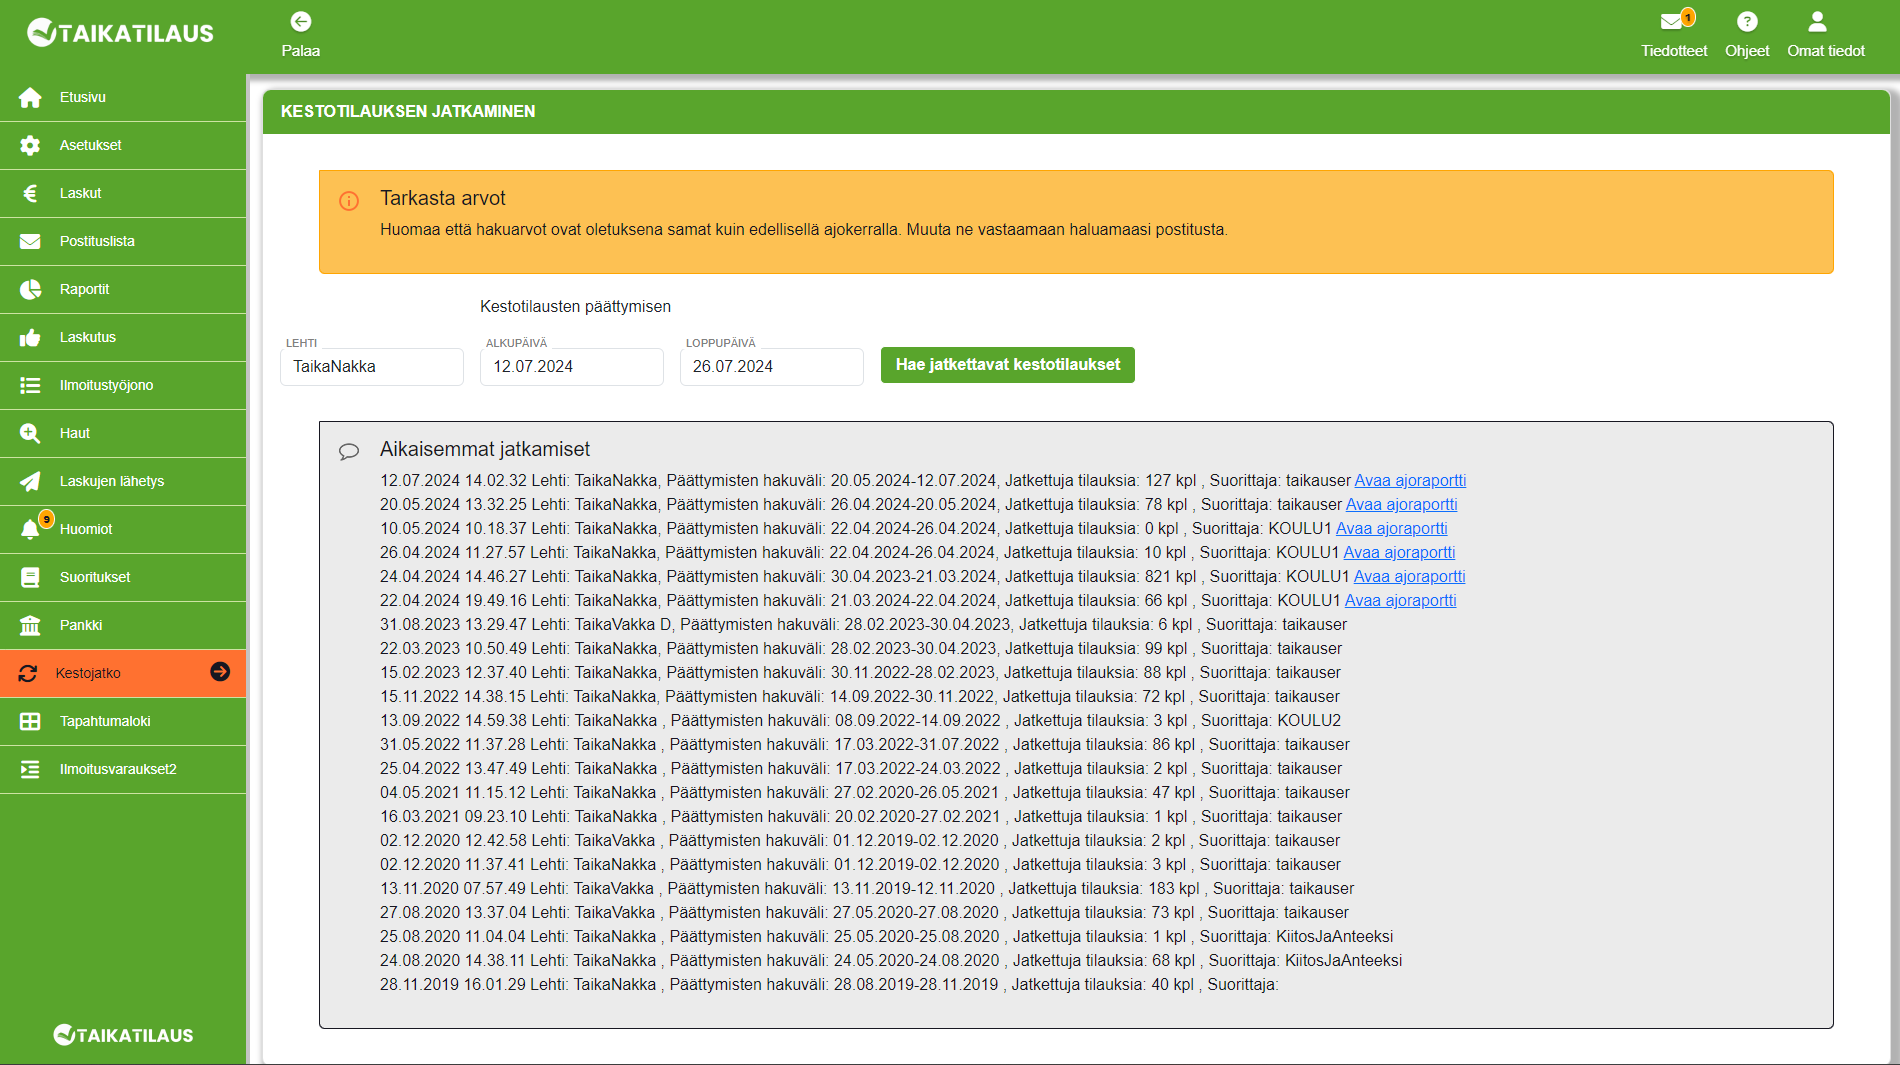 TAIKATILAUS
Palaa
1
Tiedotteet
Ohjeet
Omat tiedot
Etusivu
Asetukset
Laskut
Postituslista
Raportit
Laskutus
Ilmoitustyöjono
Haut
Laskujen lähetys
9
Huomiot
Suoritukset
Pankki
Kestojatko
Tapahtumaloki
Ilmoitusvaraukset2
TAIKATILAUS
KESTOTILAUKSEN JATKAMINEN
Tarkasta arvot
Huomaa että hakuarvot ovat oletuksena samat kuin edellisellä ajokerralla. Muuta ne vastaamaan haluamaasi postitusta.
Kestotilausten päättymisen
LEHTI
TaikaNakka
ALKUPÄIVÄ
12.07.2024
LOPPUPÄIVÄ
26.07.2024
Hae jatkettavat kestotilaukset
Aikaisemmat jatkamiset
12.07.2024 14.02.32 Lehti: TaikaNakka, Päättymisten hakuväli: 20.05.2024-12.07.2024, Jatkettuja tilauksia: 127 kpl , Suorittaja: taikauser Avaa ajoraportti
20.05.2024 13.32.25 Lehti: TaikaNakka, Päättymisten hakuväli: 26.04.2024-20.05.2024, Jatkettuja tilauksia: 78 kpl , Suorittaja: taikauser Avaa ajoraportti
10.05.2024 10.18.37 Lehti: TaikaNakka, Päättymisten hakuväli: 22.04.2024-26.04.2024, Jatkettuja tilauksia: 0 kpl , Suorittaja: KOULU1 Avaa ajoraportti
26.04.2024 11.27.57 Lehti: TaikaNakka, Päättymisten hakuväli: 22.04.2024-26.04.2024, Jatkettuja tilauksia: 10 kpl , Suorittaja: KOULU1 Avaa ajoraportti
24.04.2024 14.46.27 Lehti: TaikaNakka, Päättymisten hakuväli: 30.04.2023-21.03.2024, Jatkettuja tilauksia: 821 kpl , Suorittaja: KOULU1 Avaa ajoraportti
22.04.2024 19.49.16 Lehti: TaikaNakka, Päättymisten hakuväli: 21.03.2024-22.04.2024, Jatkettuja tilauksia: 66 kpl , Suorittaja: KOULU1 Avaa ajoraportti
31.08.2023 13.29.47 Lehti: TaikaVakka D, Päättymisten hakuväli: 28.02.2023-30.04.2023, Jatkettuja tilauksia: 6 kpl , Suorittaja: taikauser
22.03.2023 10.50.49 Lehti: TaikaNakka, Päättymisten hakuväli: 28.02.2023-30.04.2023, Jatkettuja tilauksia: 99 kpl , Suorittaja: taikauser
15.02.2023 12.37.40 Lehti: TaikaNakka, Päättymisten hakuväli: 30.11.2022-28.02.2023, Jatkettuja tilauksia: 88 kpl , Suorittaja: taikauser
15.11.2022 14.38.15 Lehti: TaikaNakka, Päättymisten hakuväli: 14.09.2022-30.11.2022, Jatkettuja tilauksia: 72 kpl , Suorittaja: taikauser
13.09.2022 14.59.38 Lehti: TaikaNakka , Päättymisten hakuväli: 08.09.2022-14.09.2022 , Jatkettuja tilauksia: 3 kpl , Suorittaja: KOULU2
31.05.2022 11.37.28 Lehti: TaikaNakka , Päättymisten hakuväli: 17.03.2022-31.07.2022 , Jatkettuja tilauksia: 86 kpl , Suorittaja: taikauser
25.04.2022 13.47.49 Lehti: TaikaNakka , Päättymisten hakuväli: 17.03.2022-24.03.2022 , Jatkettuja tilauksia: 2 kpl , Suorittaja: taikauser
04.05.2021 11.15.12 Lehti: TaikaNakka , Päättymisten hakuväli: 27.02.2020-26.05.2021 , Jatkettuja tilauksia: 47 kpl , Suorittaja: taikauser
16.03.2021 09.23.10 Lehti: TaikaNakka , Päättymisten hakuväli: 20.02.2020-27.02.2021 , Jatkettuja tilauksia: 1 kpl , Suorittaja: taikauser
02.12.2020 12.42.58 Lehti: TaikaVakka , Päättymisten hakuväli: 01.12.2019-02.12.2020 , Jatkettuja tilauksia: 2 kpl , Suorittaja: taikauser
02.12.2020 11.37.41 Lehti: TaikaNakka , Päättymisten hakuväli: 01.12.2019-02.12.2020 , Jatkettuja tilauksia: 3 kpl , Suorittaja: taikauser
13.11.2020 07.57.49 Lehti: TaikaVakka , Päättymisten hakuväli: 13.11.2019-12.11.2020 , Jatkettuja tilauksia: 183 kpl , Suorittaja: taikauser
27.08.2020 13.37.04 Lehti: TaikaVakka , Päättymisten hakuväli: 27.05.2020-27.08.2020 , Jatkettuja tilauksia: 73 kpl , Suorittaja: taikauser
25.08.2020 11.04.04 Lehti: TaikaNakka , Päättymisten hakuväli: 25.05.2020-25.08.2020 , Jatkettuja tilauksia: 1 kpl , Suorittaja: KiitosJaAnteeksi
24.08.2020 14.38.11 Lehti: TaikaNakka , Päättymisten hakuväli: 24.05.2020-24.08.2020 , Jatkettuja tilauksia: 68 kpl , Suorittaja: KiitosJaAnteeksi
28.11.2019 16.01.29 Lehti: TaikaNakka , Päättymisten hakuväli: 28.08.2019-28.11.2019 , Jatkettuja tilauksia: 40 kpl , Suorittaja: